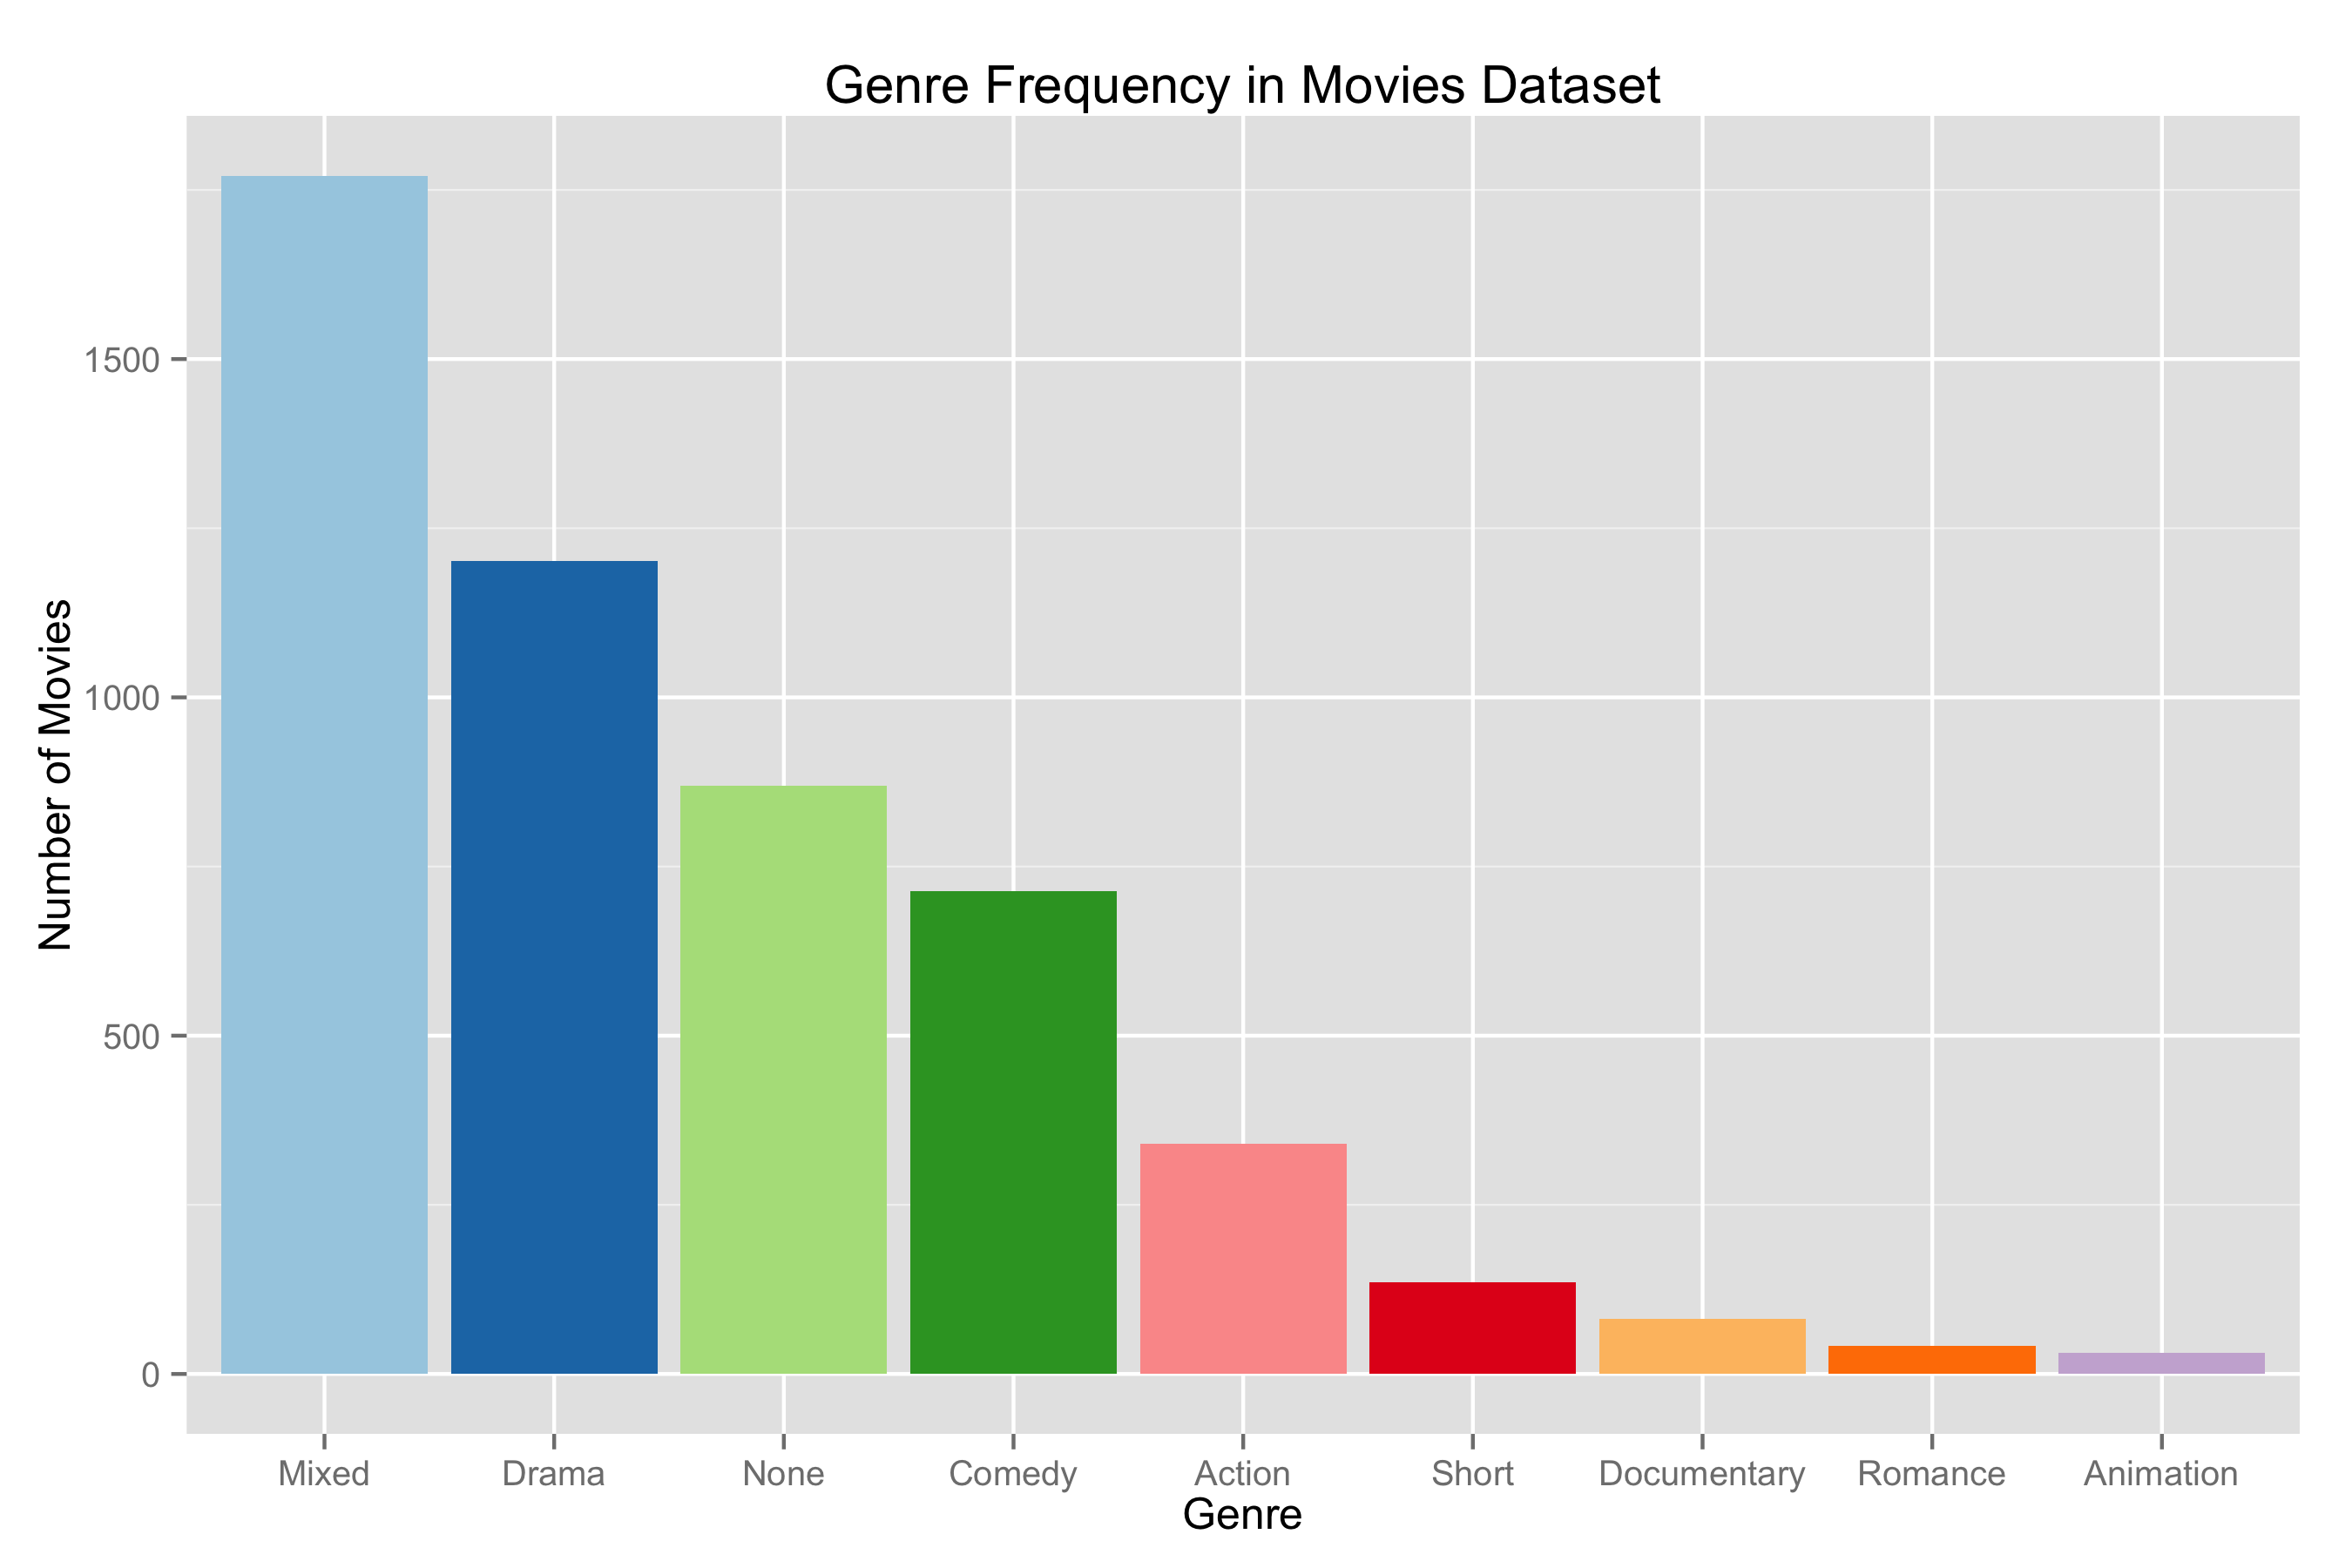 Genre Frequency in Movies Dataset
Number of Movies
1500
1000
500
0
Mixed Drama None Comedy Action Short Documentary Romance Animation
Genre